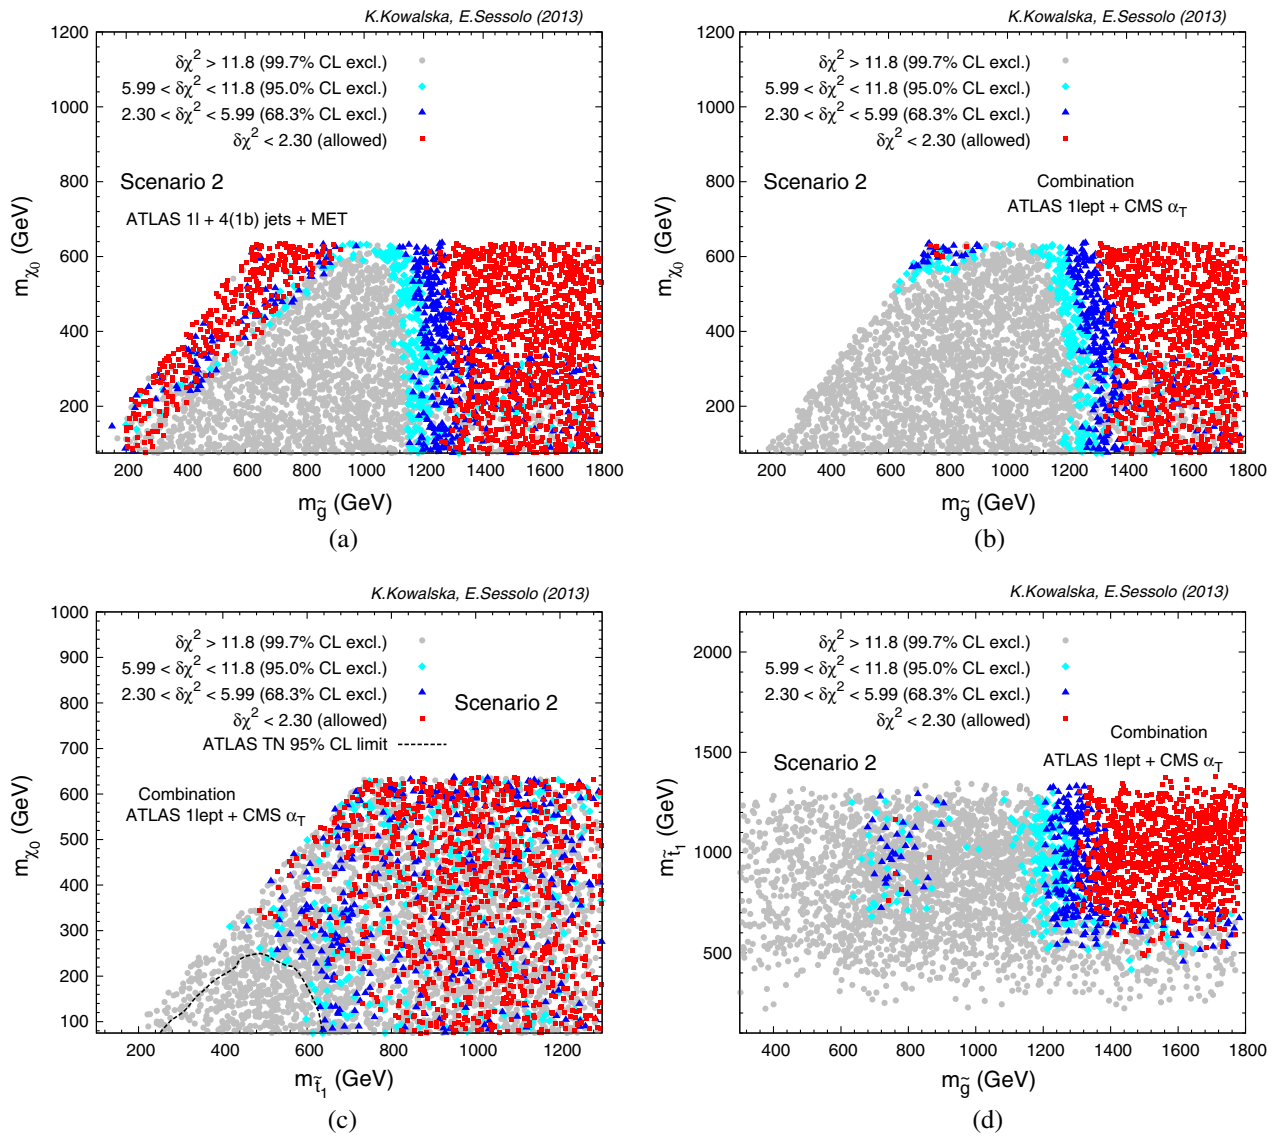 K.Kowalska, E.Sessolo (2013)
1200
1000
800
600
400
200
mχ0 (GeV)
δχ² > 11.8 (99.7% CL excl.)
5.99 < δχ² < 11.8 (95.0% CL excl.)
2.30 < δχ² < 5.99 (68.3% CL excl.)
δχ² < 2.30 (allowed)
Scenario 2
ATLAS 1l + 4(1b) jets + MET
200 400 600 800 1000 1200 1400 1600 1800
m_g̃ (GeV)
(a)
K.Kowalska, E.Sessolo (2013)
1200
1000
800
600
400
200
mχ0 (GeV)
δχ² > 11.8 (99.7% CL excl.)
5.99 < δχ² < 11.8 (95.0% CL excl.)
2.30 < δχ² < 5.99 (68.3% CL excl.)
δχ² < 2.30 (allowed)
Scenario 2
Combination
ATLAS 1lept + CMS αT
200 400 600 800 1000 1200 1400 1600 1800
m_g̃ (GeV)
(b)
K.Kowalska, E.Sessolo (2013)
1000
900
800
700
600
500
400
300
200
100
mχ0 (GeV)
δχ² > 11.8 (99.7% CL excl.)
5.99 < δχ² < 11.8 (95.0% CL excl.)
2.30 < δχ² < 5.99 (68.3% CL excl.)
δχ² < 2.30 (allowed)
ATLAS TN 95% CL limit
Scenario 2
Combination
ATLAS 1lept + CMS αT
200 400 600 800 1000 1200
m_t̃1 (GeV)
(c)
K.Kowalska, E.Sessolo (2013)
2000
1500
1000
500
m_t̃1 (GeV)
δχ² > 11.8 (99.7% CL excl.)
5.99 < δχ² < 11.8 (95.0% CL excl.)
2.30 < δχ² < 5.99 (68.3% CL excl.)
δχ² < 2.30 (allowed)
Combination
ATLAS 1lept + CMS αT
Scenario 2
400 600 800 1000 1200 1400 1600 1800
m_g̃ (GeV)
(d)